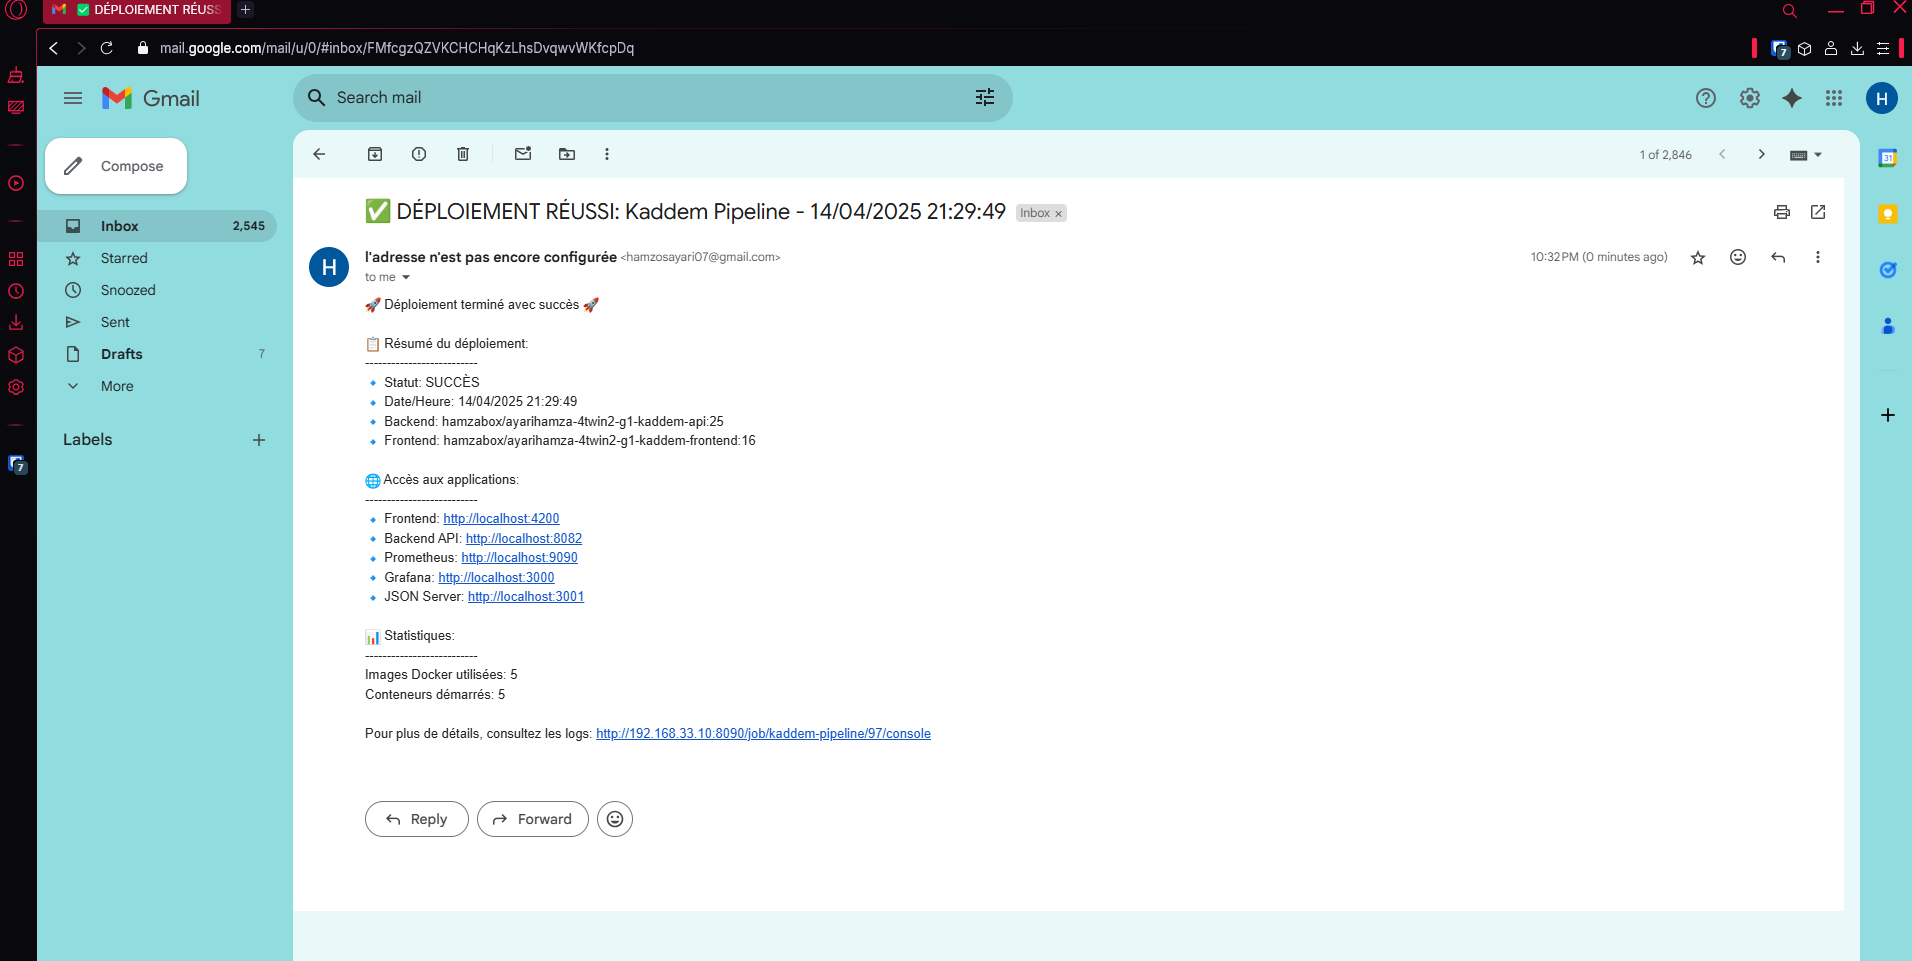 ✅ DÉPLOIEMENT RÉUSS
mail.google.com/mail/u/0/#inbox/FMfcgzQZVKCHCHqKzLhsDvqwvWKfcpDq
7
Gmail
Search mail
H
Compose
1 of 2,846
31
Inbox 2,545
Starred
Snoozed
Sent
Drafts 7
More
Labels
7
✅ DÉPLOIEMENT RÉUSSI: Kaddem Pipeline - 14/04/2025 21:29:49 Inbox ×
H
l'adresse n'est pas encore configurée <hamzosayari07@gmail.com>
10:32 PM (0 minutes ago)
to me
🚀 Déploiement terminé avec succès 🚀
📋 Résumé du déploiement:
--------------------------
🔹 Statut: SUCCÈS
🔹 Date/Heure: 14/04/2025 21:29:49
🔹 Backend: hamzabox/ayarihamza-4twin2-g1-kaddem-api:25
🔹 Frontend: hamzabox/ayarihamza-4twin2-g1-kaddem-frontend:16
🌐 Accès aux applications:
--------------------------
🔹 Frontend: http://localhost:4200
🔹 Backend API: http://localhost:8082
🔹 Prometheus: http://localhost:9090
🔹 Grafana: http://localhost:3000
🔹 JSON Server: http://localhost:3001
📊 Statistiques:
--------------------------
Images Docker utilisées: 5
Conteneurs démarrés: 5
Pour plus de détails, consultez les logs: http://192.168.33.10:8090/job/kaddem-pipeline/97/console
Reply
Forward